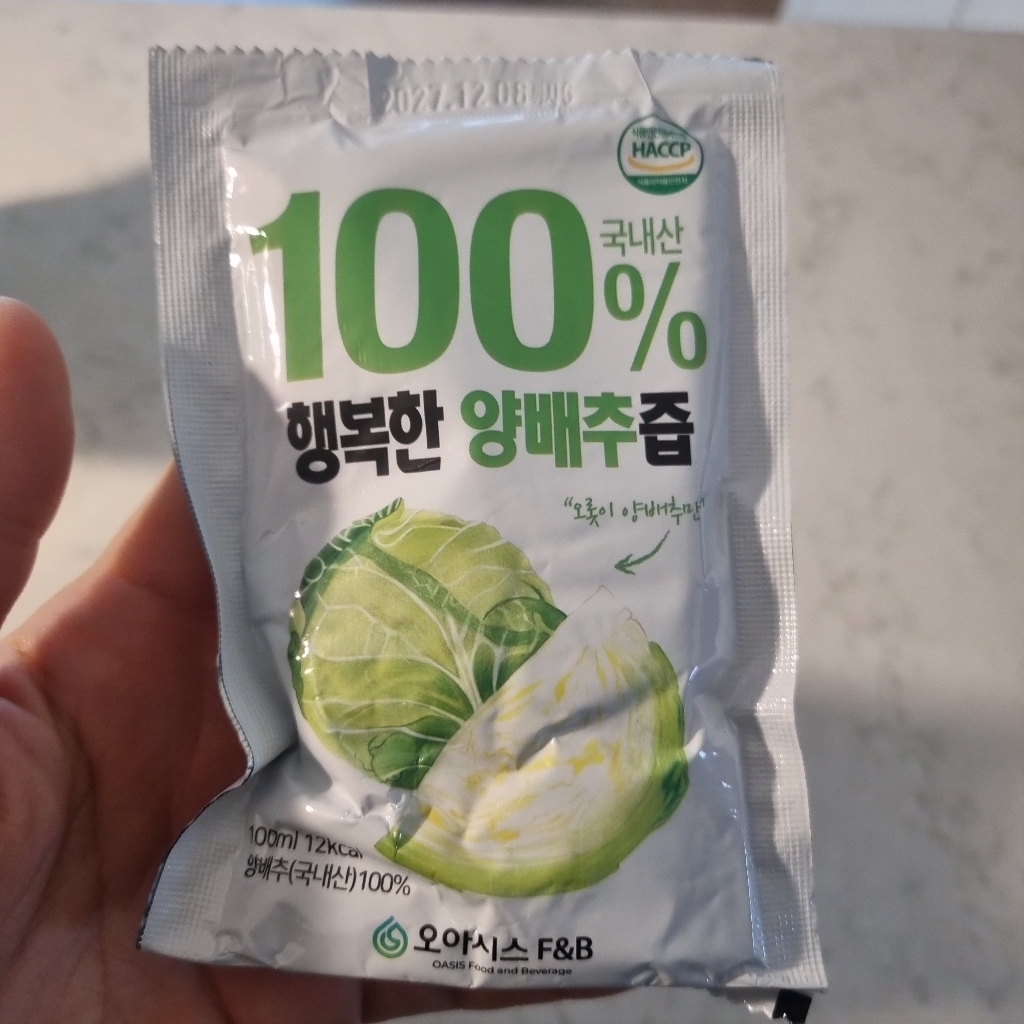 2027.12.08
HACCP
100%
국내산
행복한 양배추즙
"오롯이 양배추만"
100ml 12kcal
양배추(국내산)100%
오아시스 F&B
OASIS Food and Beverage